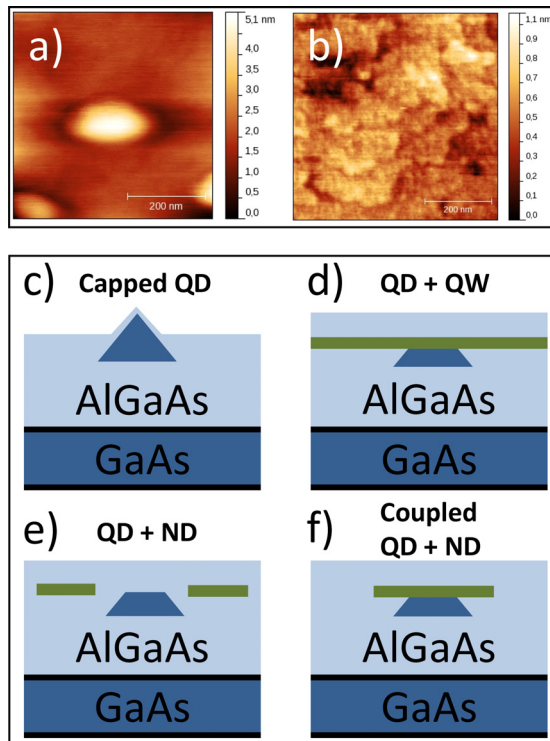 a)
5,1 nm
4,0
3,5
3,0
2,5
2,0
1,5
1,0
0,5
0,0
200 nm
b)
1,1 nm
0,9
0,8
0,7
0,6
0,5
0,4
0,3
0,2
0,1
0,0
200 nm
c)
Capped QD
AlGaAs
GaAs
d)
QD + QW
AlGaAs
GaAs
e)
QD + ND
AlGaAs
GaAs
f)
Coupled
QD + ND
AlGaAs
GaAs